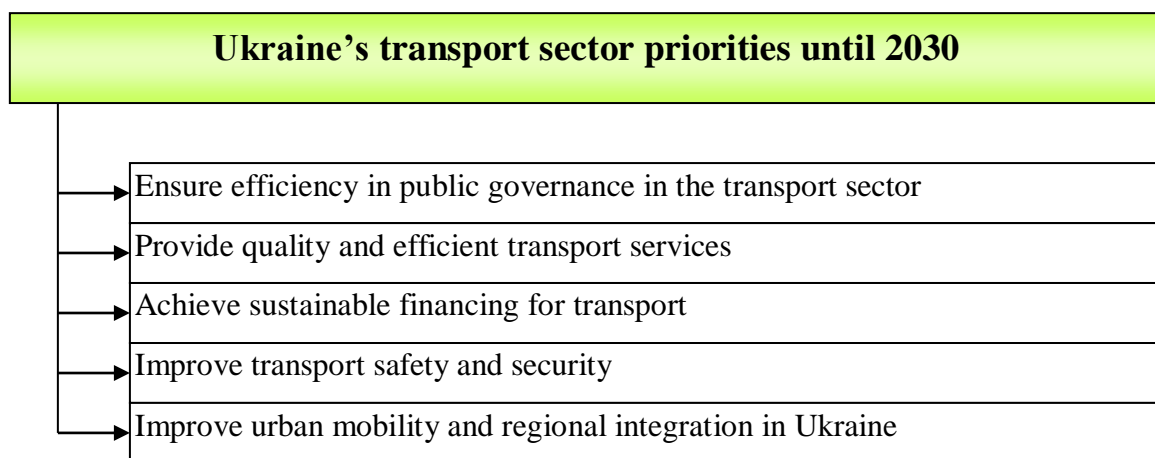 Ukraine’s transport sector priorities until 2030
Ensure efficiency in public governance in the transport sector
Provide quality and efficient transport services
Achieve sustainable financing for transport
Improve transport safety and security
Improve urban mobility and regional integration in Ukraine